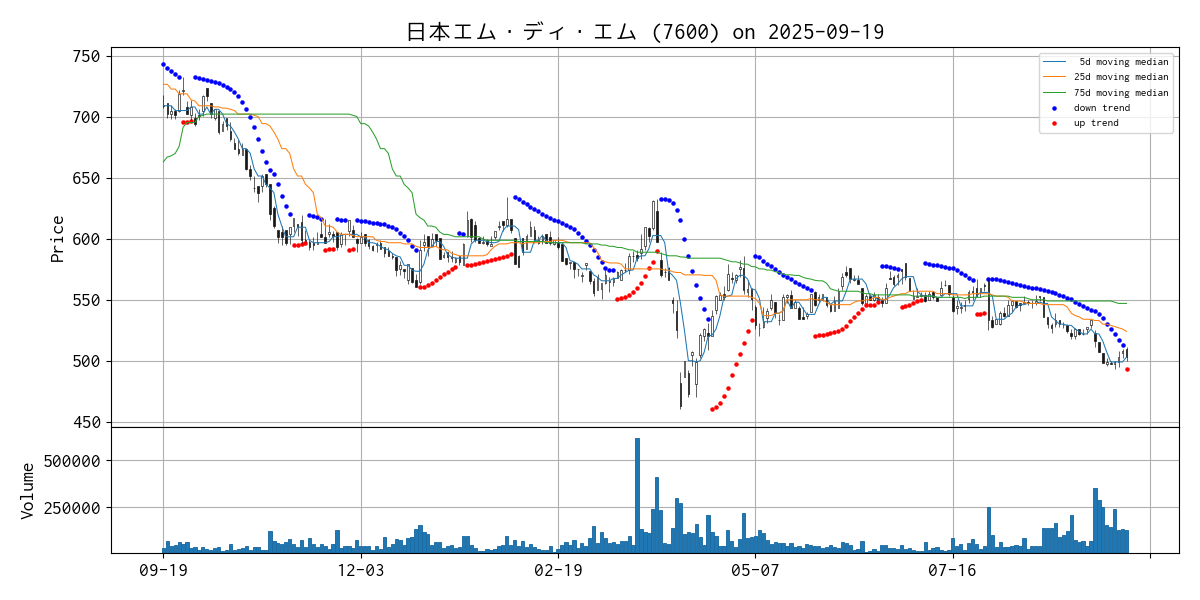 日本エム・ディ・エム (7600) on 2025-09-19
750
700
650
600
550
500
450
Price
5d moving median
25d moving median
75d moving median
down trend
up trend
500000
250000
Volume
09-19
12-03
02-19
05-07
07-16